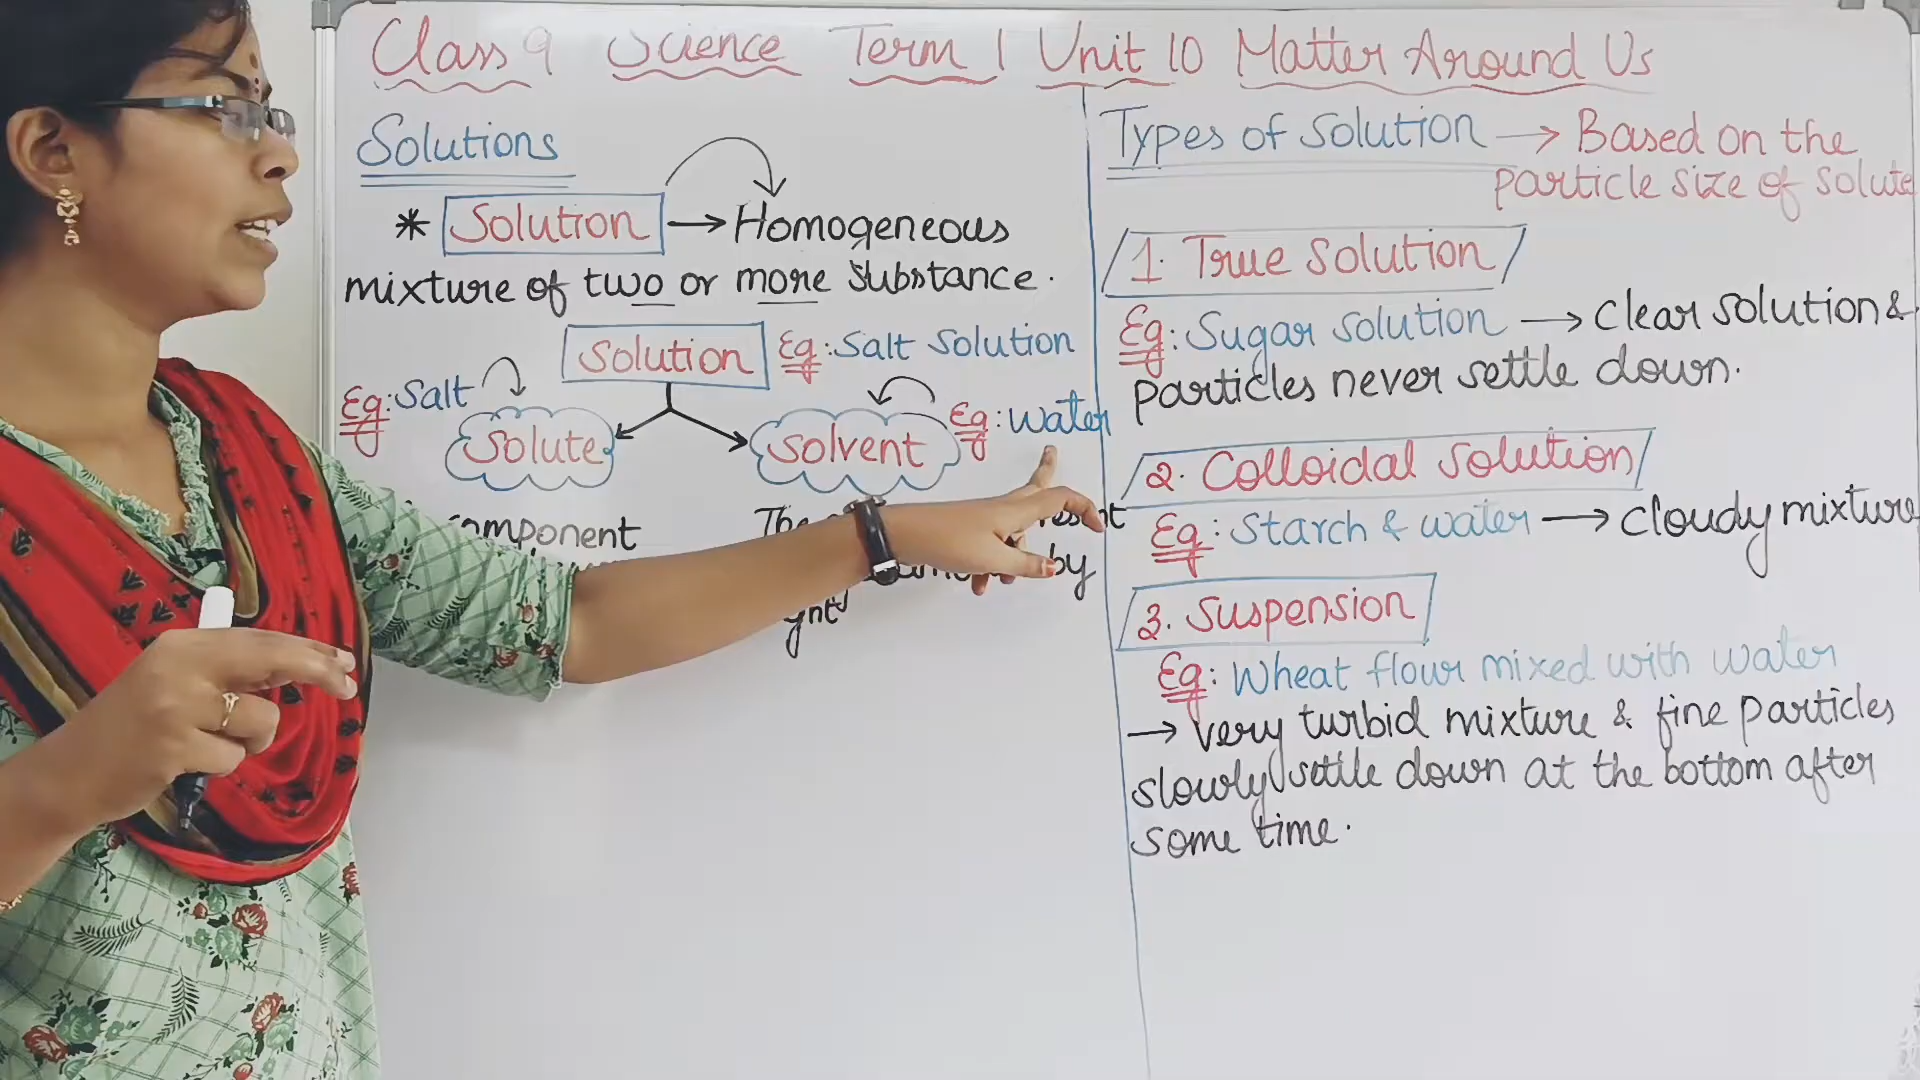 Class 9 Science Term 1 Unit 10 Matter Around Us
Solutions
* Solution → Homogeneous
mixture of two or more substance.
Solution Eg: Salt Solution
Eg: Salt
Solute
Solvent
Eg: Water
component
The
by
Types of Solution → Based on the
particle size of solute
1. True Solution
Eg: Sugar solution → clear solution &
particles never settle down.
2. Colloidal Solution
Eg: Starch & water → cloudy mixture
3. Suspension
Eg: Wheat flour mixed with water
→ very turbid mixture & fine particles
slowly settle down at the bottom after
some time.